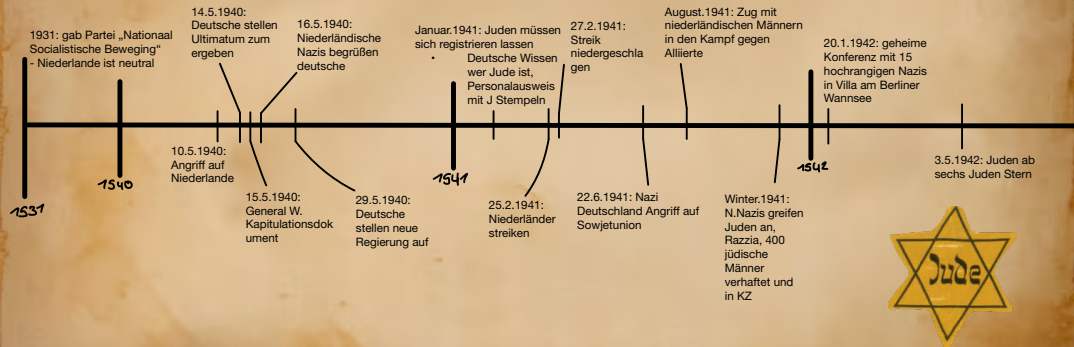 1931: gab Partei „Nationaal
Socialistische Beweging“
- Niederlande ist neutral
14.5.1940:
Deutsche stellen
Ultimatum zum
ergeben
16.5.1940:
Niederländische
Nazis begrüßen
deutsche
Januar.1941: Juden müssen
sich registrieren lassen
Deutsche Wissen
wer Jude ist,
Personalausweis
mit J Stempeln
27.2.1941:
Streik
niedergeschla
gen
August.1941: Zug mit
niederländischen Männern
in den Kampf gegen
Alliierte
20.1.1942: geheime
Konferenz mit 15
hochrangigen Nazis
in Villa am Berliner
Wannsee
1931
1940
10.5.1940:
Angriff auf
Niederlande
15.5.1940:
General W.
Kapitulationsdok
ument
29.5.1940:
Deutsche
stellen neue
Regierung auf
1941
25.2.1941:
Niederländer
streiken
22.6.1941: Nazi
Deutschland Angriff auf
Sowjetunion
Winter.1941:
N.Nazis greifen
Juden an,
Razzia, 400
jüdische
Männer
verhaftet und
in KZ
1942
3.5.1942: Juden ab
sechs Juden Stern
Jude